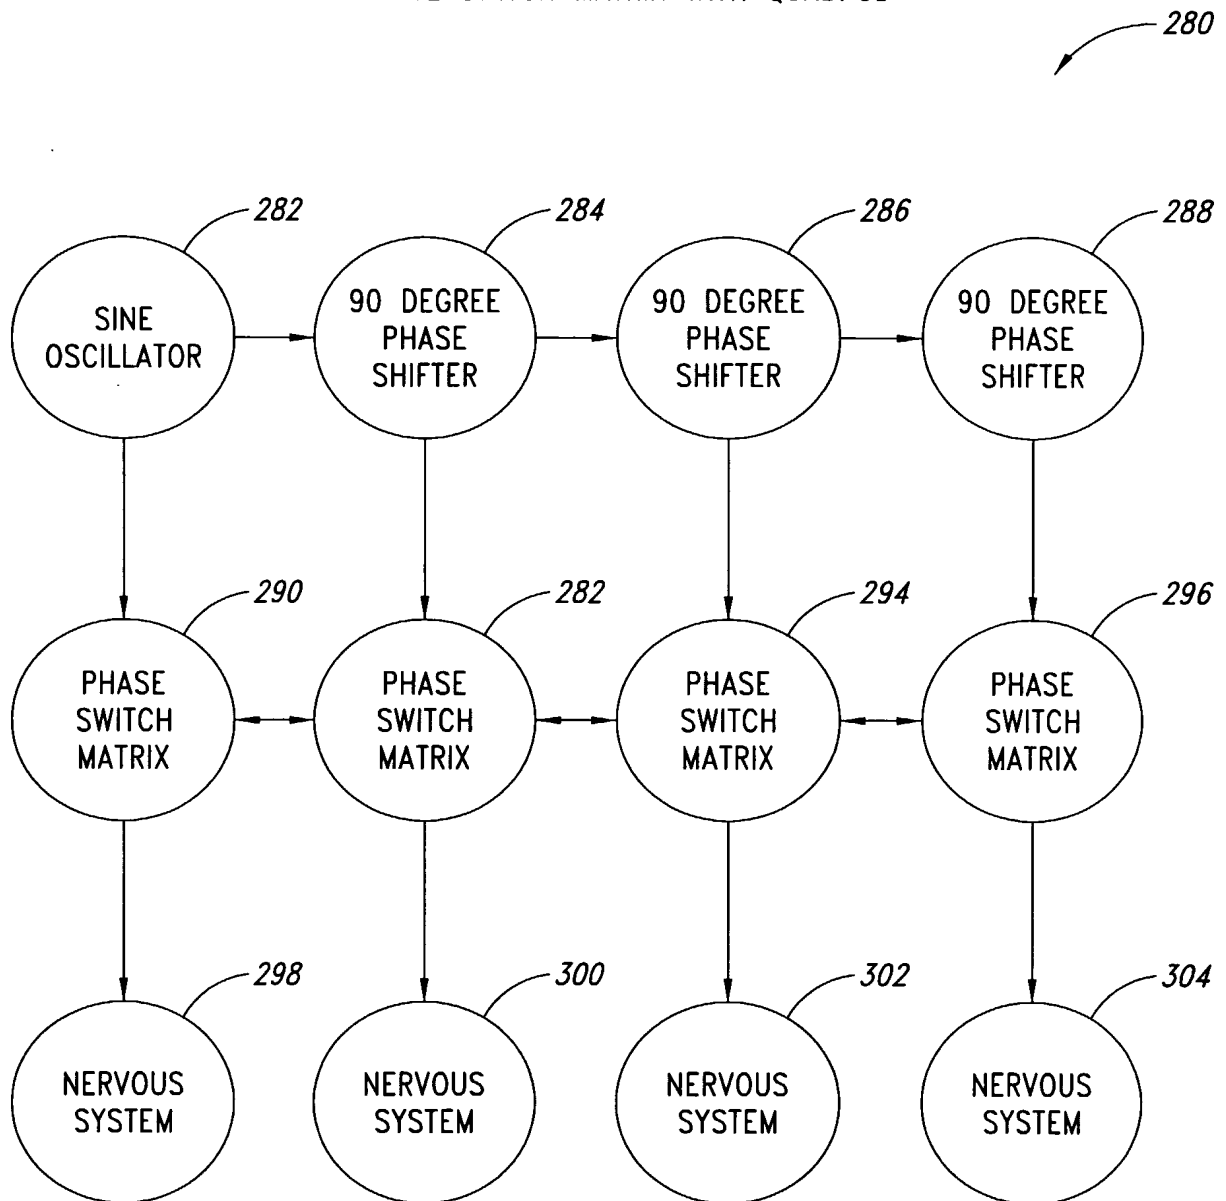 280
282
284
286
288
SINE
OSCILLATOR
90 DEGREE
PHASE
SHIFTER
90 DEGREE
PHASE
SHIFTER
90 DEGREE
PHASE
SHIFTER
290
282
294
296
PHASE
SWITCH
MATRIX
PHASE
SWITCH
MATRIX
PHASE
SWITCH
MATRIX
PHASE
SWITCH
MATRIX
298
300
302
304
NERVOUS
SYSTEM
NERVOUS
SYSTEM
NERVOUS
SYSTEM
NERVOUS
SYSTEM